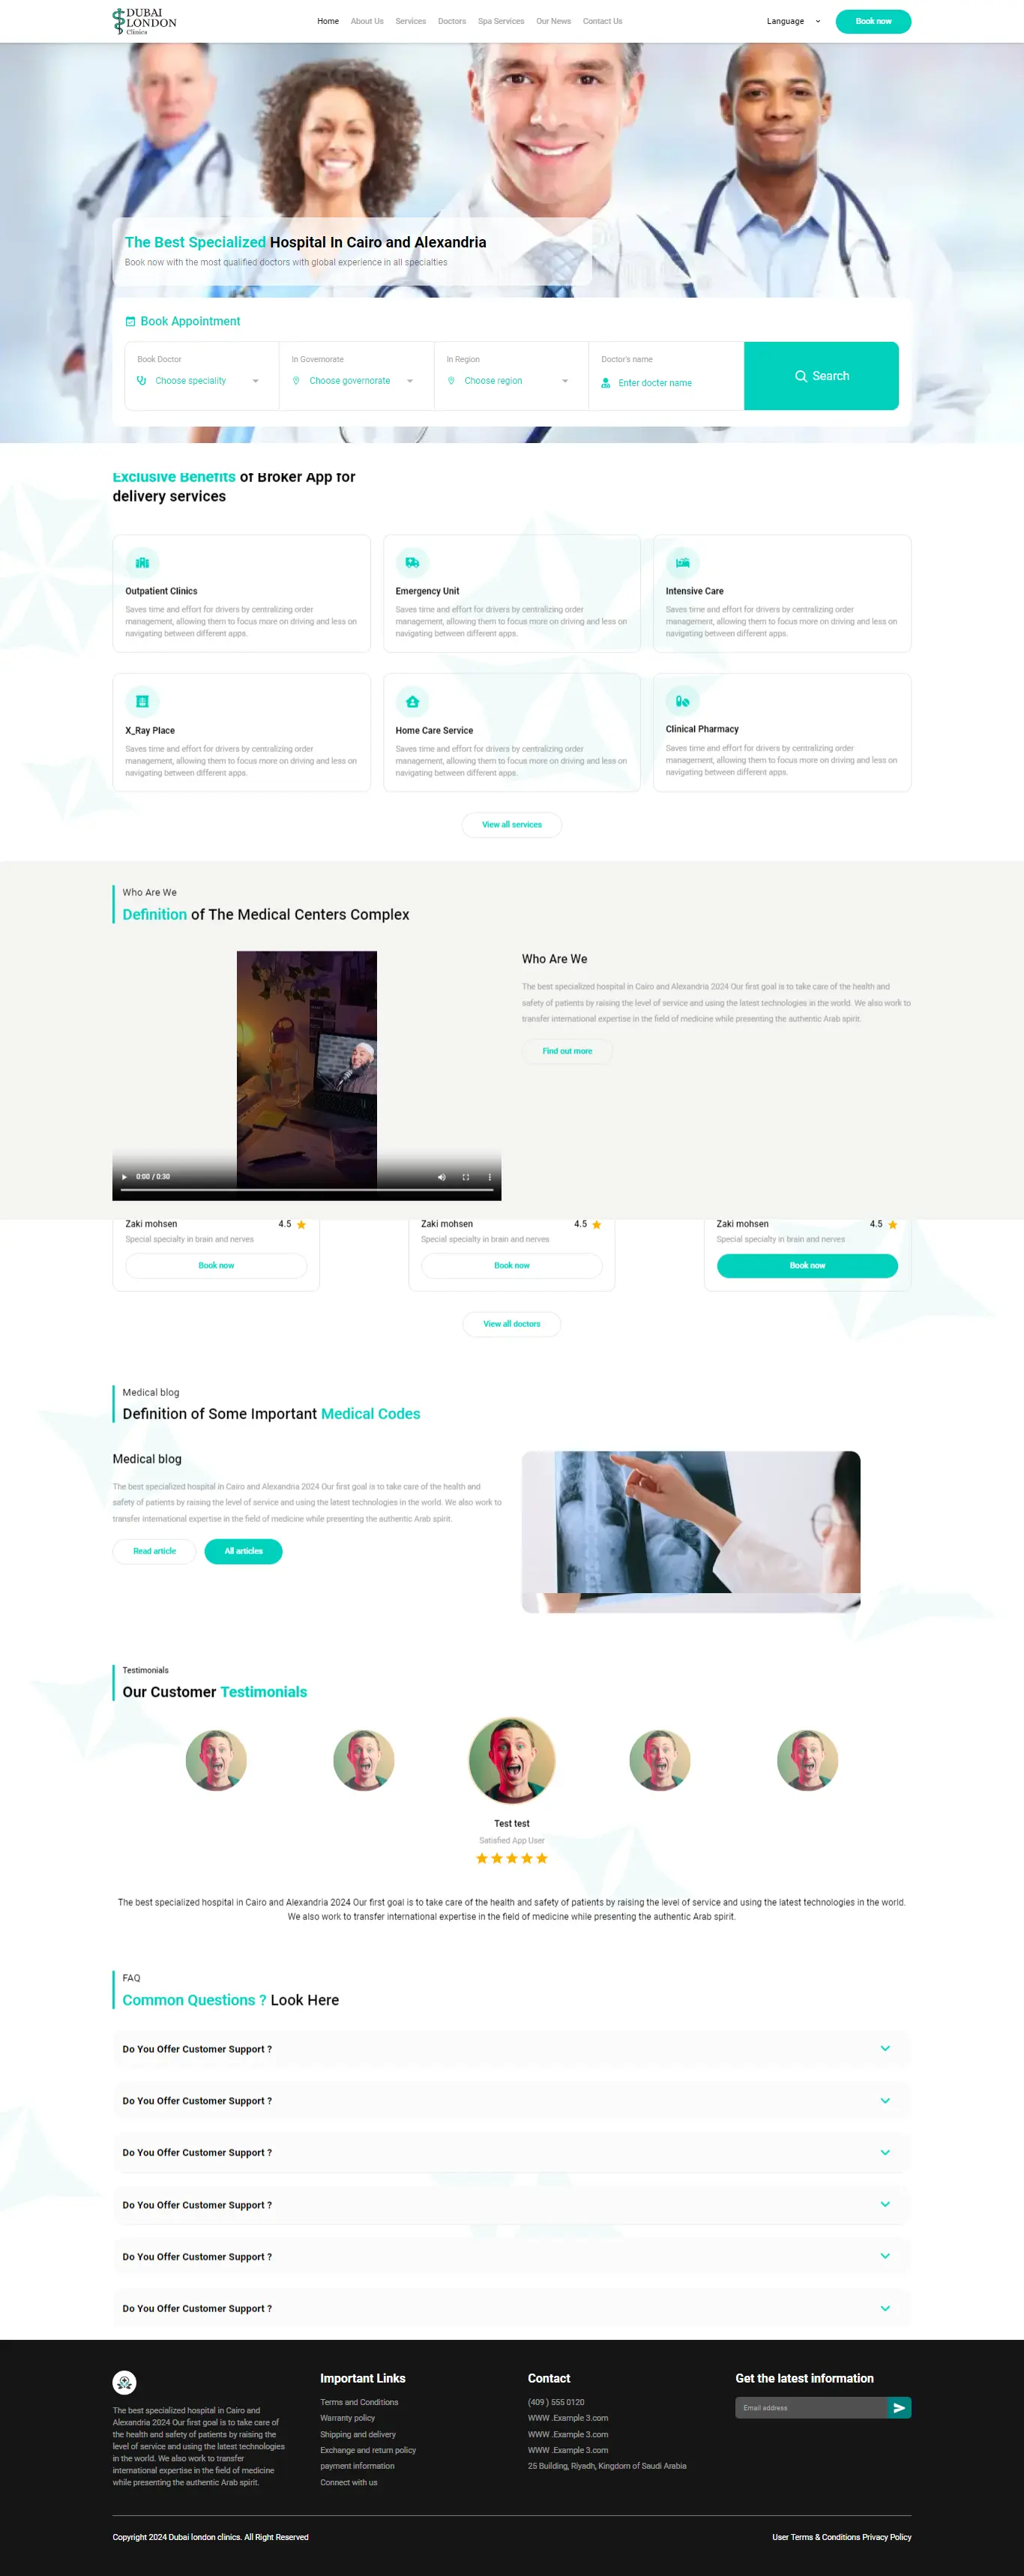 DUBAI
LONDON
Clinics
Home About Us Services Doctors Spa Services Our News Contact Us
Language Book now
The Best Specialized Hospital In Cairo and Alexandria
Book now with the most qualified doctors with global experience in all specialties
Book Appointment
Book Doctor In Governorate In Region Doctor's name
Choose speciality Choose governorate Choose region Enter docter name
Search
Exclusive Benefits of Broker App for
delivery services
Outpatient Clinics
Saves time and effort for drivers by centralizing order
management, allowing them to focus more on driving and less on
navigating between different apps.
Emergency Unit
Saves time and effort for drivers by centralizing order
management, allowing them to focus more on driving and less on
navigating between different apps.
Intensive Care
Saves time and effort for drivers by centralizing order
management, allowing them to focus more on driving and less on
navigating between different apps.
X_Ray Place
Saves time and effort for drivers by centralizing order
management, allowing them to focus more on driving and less on
navigating between different apps.
Home Care Service
Saves time and effort for drivers by centralizing order
management, allowing them to focus more on driving and less on
navigating between different apps.
Clinical Pharmacy
Saves time and effort for drivers by centralizing order
management, allowing them to focus more on driving and less on
navigating between different apps.
View all services
Who Are We
Definition of The Medical Centers Complex
0:00 / 0:30
Who Are We
The best specialized hospital in Cairo and Alexandria 2024 Our first goal is to take care of the health and
safety of patients by raising the level of service and using the latest technologies in the world. We also work to
transfer international expertise in the field of medicine while presenting the authentic Arab spirit.
Find out more
Zaki mohsen 4.5
Special specialty in brain and nerves
Book now
Zaki mohsen 4.5
Special specialty in brain and nerves
Book now
Zaki mohsen 4.5
Special specialty in brain and nerves
Book now
View all doctors
Medical blog
Definition of Some Important Medical Codes
Medical blog
The best specialized hospital in Cairo and Alexandria 2024 Our first goal is to take care of the health and
safety of patients by raising the level of service and using the latest technologies in the world. We also work to
transfer international expertise in the field of medicine while presenting the authentic Arab spirit.
Read article All articles
Testimonials
Our Customer Testimonials
Test test
Satisfied App User
The best specialized hospital in Cairo and Alexandria 2024 Our first goal is to take care of the health and safety of patients by raising the level of service and using the latest technologies in the world.
We also work to transfer international expertise in the field of medicine while presenting the authentic Arab spirit.
FAQ
Common Questions ? Look Here
Do You Offer Customer Support ?
Do You Offer Customer Support ?
Do You Offer Customer Support ?
Do You Offer Customer Support ?
Do You Offer Customer Support ?
Do You Offer Customer Support ?
The best specialized hospital in Cairo and
Alexandria 2024 Our first goal is to take care of
the health and safety of patients by raising the
level of service and using the latest technologies
in the world. We also work to transfer
international expertise in the field of medicine
while presenting the authentic Arab spirit.
Important Links
Terms and Conditions
Warranty policy
Shipping and delivery
Exchange and return policy
payment information
Connect with us
Contact
(409 ) 555 0120
WWW .Example 3.com
WWW .Example 3.com
WWW .Example 3.com
25 Building, Riyadh, Kingdom of Saudi Arabia
Get the latest information
Email address
Copyright 2024 Dubai london clinics. All Right Reserved
User Terms & Conditions Privacy Policy